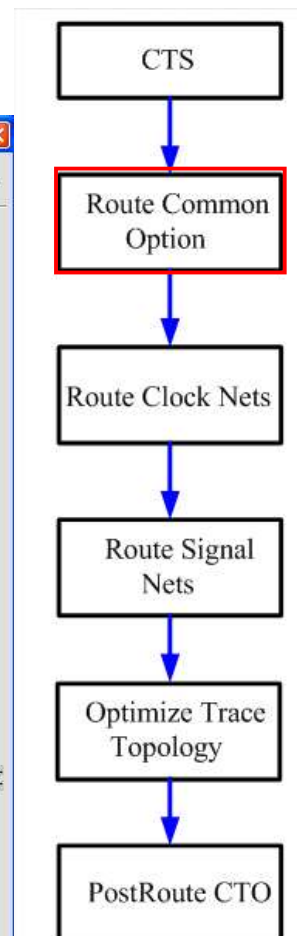 CTS
Route Common
Option
Route Clock Nets
Route Signal
Nets
Optimize Trace
Topology
PostRoute CTO